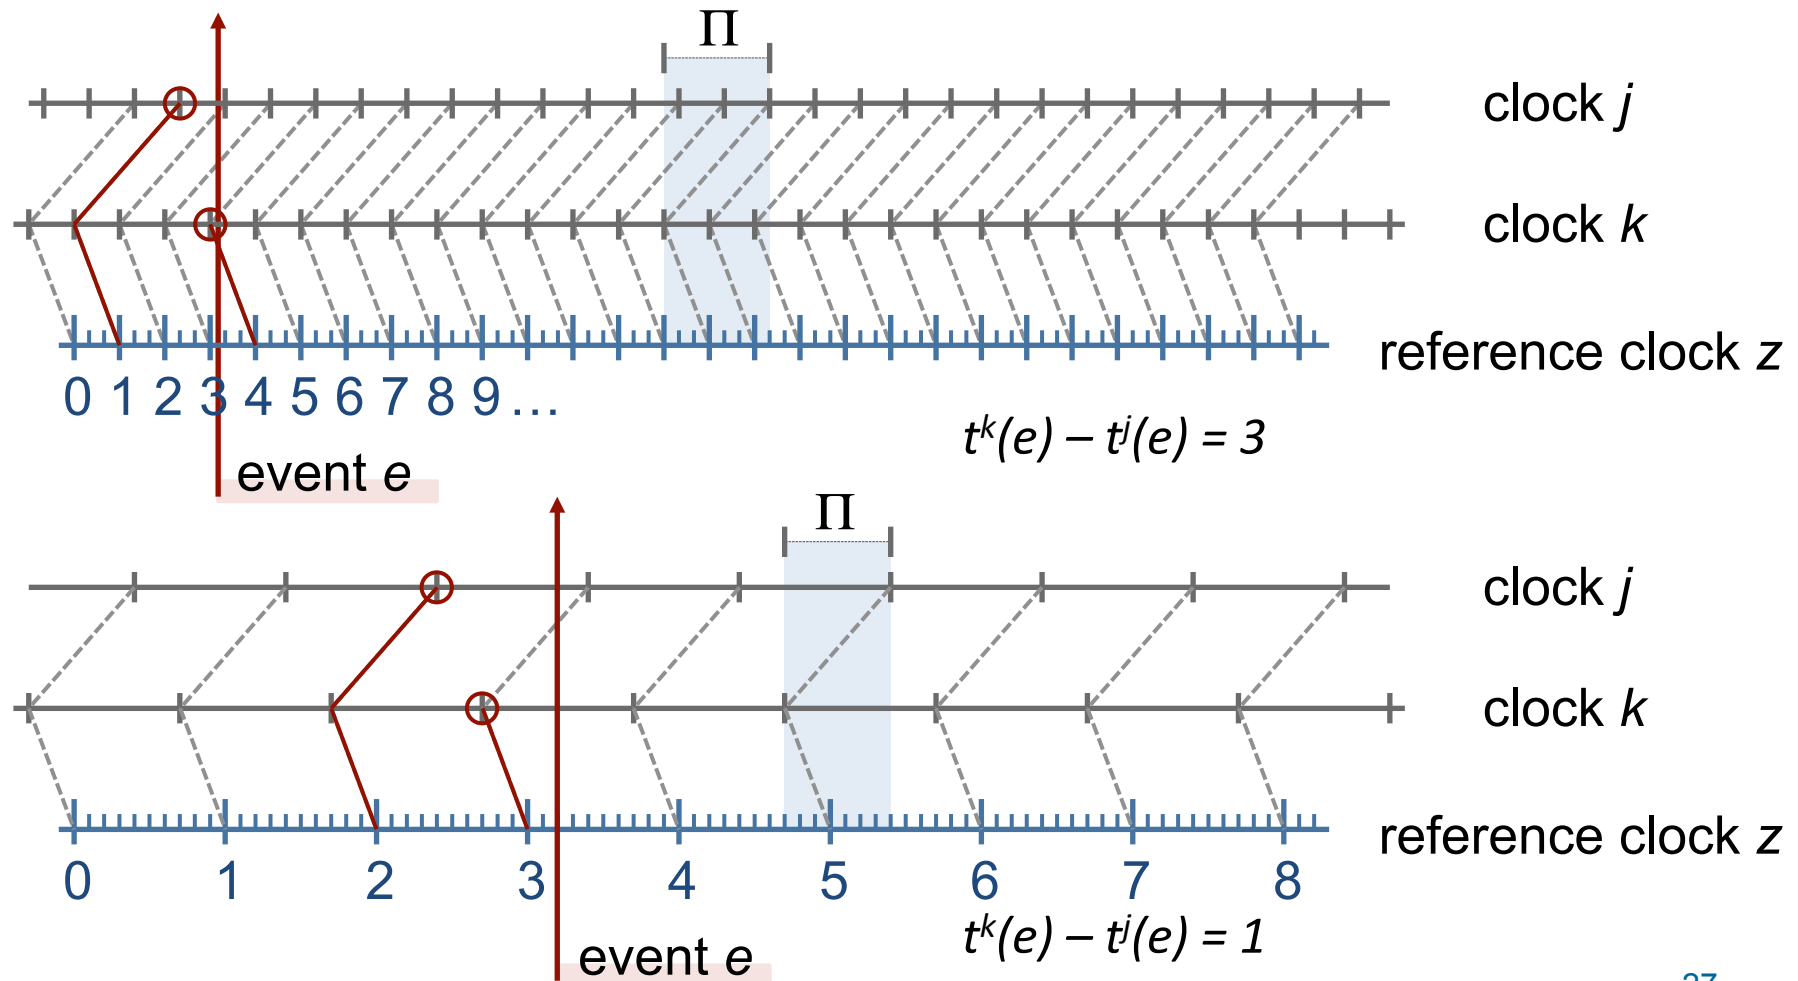 Π
clock j
clock k
reference clock z
0 1 2 3 4 5 6 7 8 9 …
tᵏ(e) – tʲ(e) = 3
event e
Π
clock j
clock k
reference clock z
0 1 2 3 4 5 6 7 8
tᵏ(e) – tʲ(e) = 1
event e